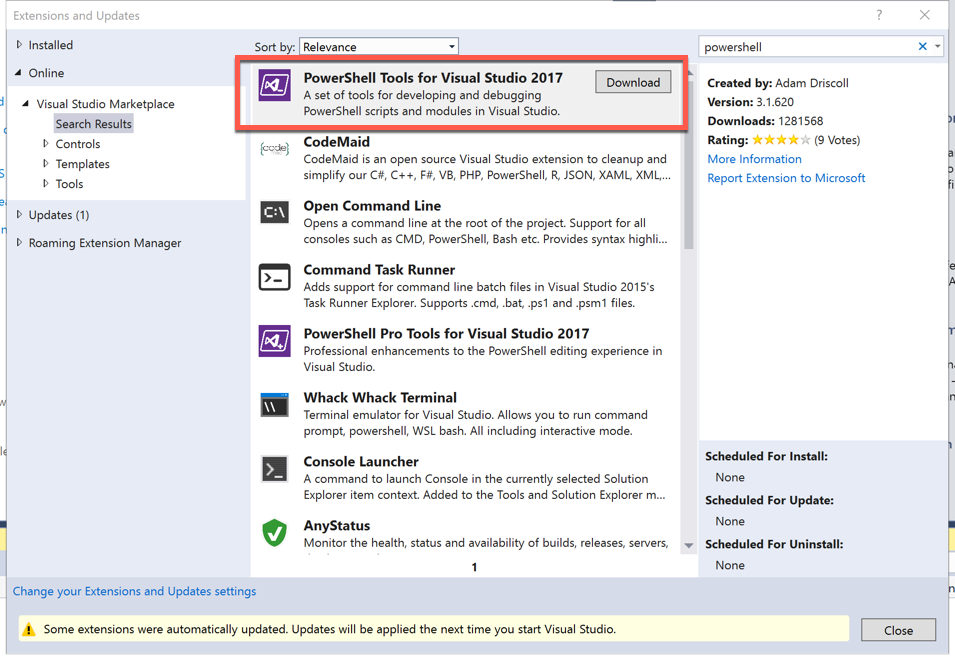 Extensions and Updates
?
Installed
Online
Visual Studio Marketplace
Search Results
Controls
Templates
Tools
Updates (1)
Roaming Extension Manager
Sort by: Relevance
PowerShell Tools for Visual Studio 2017
Download
A set of tools for developing and debugging
PowerShell scripts and modules in Visual Studio.
{code}
CodeMaid
CodeMaid is an open source Visual Studio extension to cleanup and
simplify our C#, C++, F#, VB, PHP, PowerShell, R, JSON, XAML, XML,...
C:\
Open Command Line
Opens a command line at the root of the project. Support for all
consoles such as CMD, PowerShell, Bash etc. Provides syntax highli...
Command Task Runner
Adds support for command line batch files in Visual Studio 2015's
Task Runner Explorer. Supports .cmd, .bat, .ps1 and .psm1 files.
PowerShell Pro Tools for Visual Studio 2017
Professional enhancements to the PowerShell editing experience in
Visual Studio.
\\
Whack Whack Terminal
Terminal emulator for Visual Studio. Allows you to run command
prompt, powershell, WSL bash. All including interactive mode.
Console Launcher
A command to launch Console in the currently selected Solution
Explorer item context. Added to the Tools and Solution Explorer m...
AnyStatus
Monitor the health, status and availability of builds, releases, servers,
1
powershell
Created by: Adam Driscoll
Version: 3.1.620
Downloads: 1281568
Rating: (9 Votes)
More Information
Report Extension to Microsoft
Scheduled For Install:
None
Scheduled For Update:
None
Scheduled For Uninstall:
None
Change your Extensions and Updates settings
Some extensions were automatically updated. Updates will be applied the next time you start Visual Studio.
Close